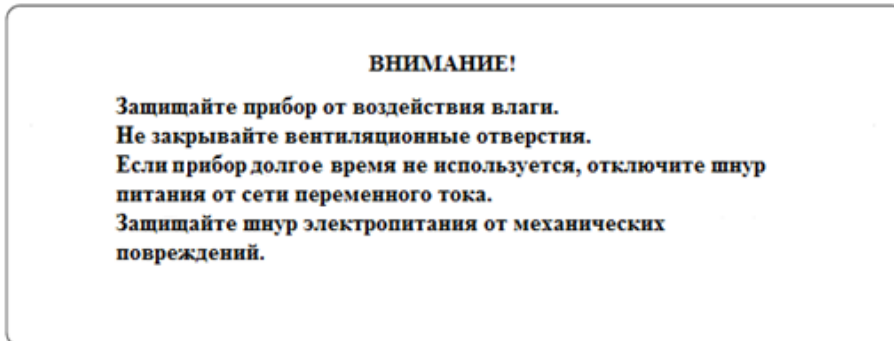 ВНИМАНИЕ!
Защищайте прибор от воздействия влаги.
Не закрывайте вентиляционные отверстия.
Если прибор долгое время не используется, отключите шнур
питания от сети переменного тока.
Защищайте шнур электропитания от механических
повреждений.